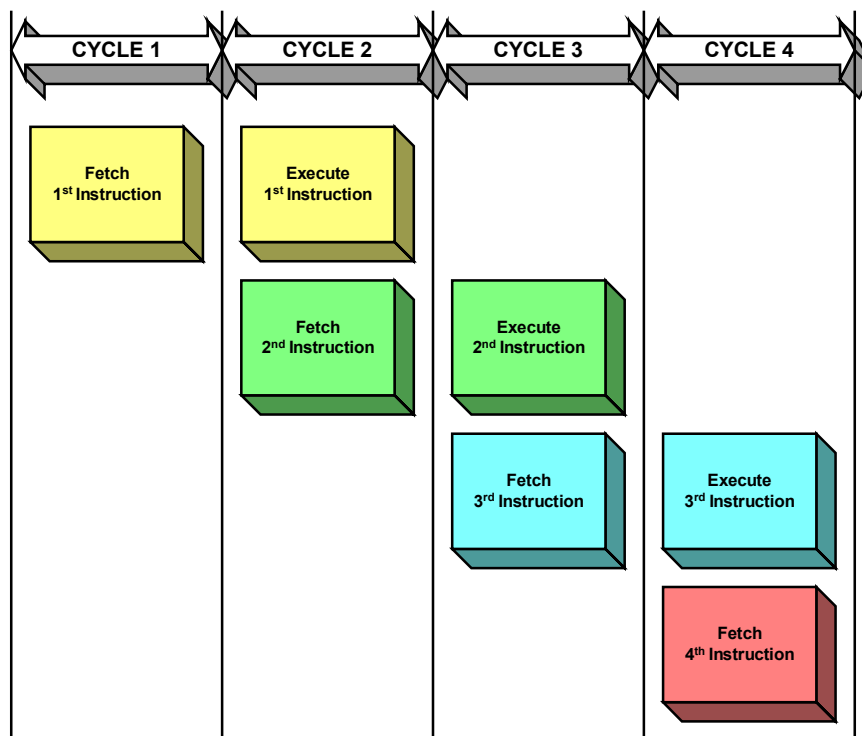 CYCLE 1 CYCLE 2 CYCLE 3 CYCLE 4
Fetch
1st Instruction
Execute
1st Instruction
Fetch
2nd Instruction
Execute
2nd Instruction
Fetch
3rd Instruction
Execute
3rd Instruction
Fetch
4th Instruction